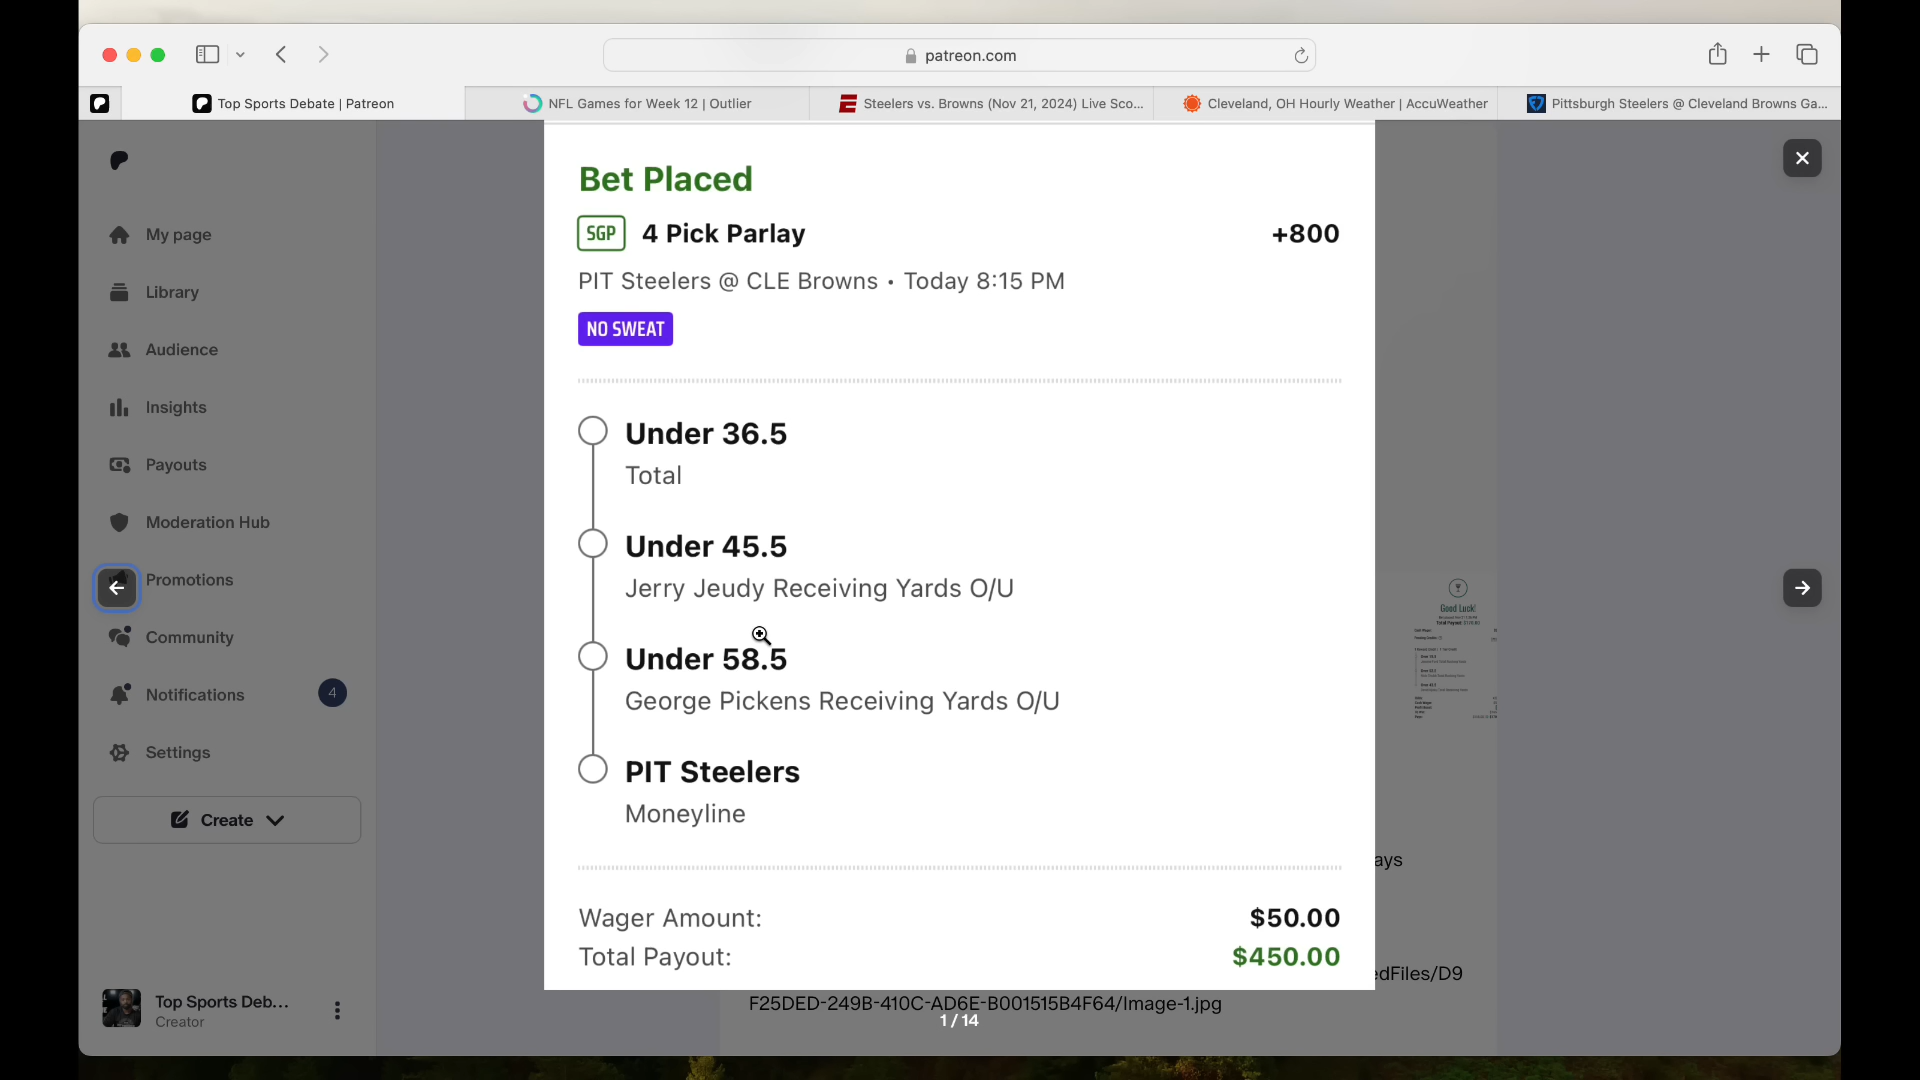 patreon.com
Top Sports Debate | Patreon
NFL Games for Week 12 | Outlier
Steelers vs. Browns (Nov 21, 2024) Live Sco...
Cleveland, OH Hourly Weather | AccuWeather
Pittsburgh Steelers @ Cleveland Browns Ga...
My page
Library
Audience
Insights
Payouts
Moderation Hub
Promotions
Community
Notifications
4
Settings
Create
Top Sports Deb...
Creator
Bet Placed
SGP 4 Pick Parlay +800
PIT Steelers @ CLE Browns • Today 8:15 PM
NO SWEAT
Under 36.5
Total
Under 45.5
Jerry Jeudy Receiving Yards O/U
Under 58.5
George Pickens Receiving Yards O/U
PIT Steelers
Moneyline
Wager Amount: $50.00
Total Payout: $450.00
Good Luck!
ays
edFiles/D9
F25DED-249B-410C-AD6E-B001515B4F64/Image-1.jpg
1 / 14